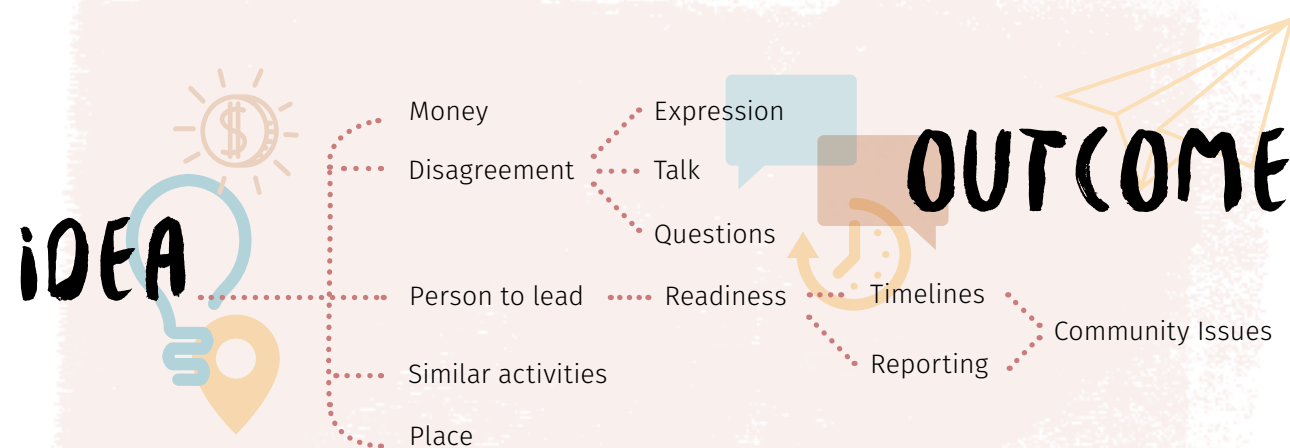 iDEA
OUTCOME
Money
Disagreement
Expression
Talk
Questions
Person to lead
Readiness
Timelines
Reporting
Community Issues
Similar activities
Place